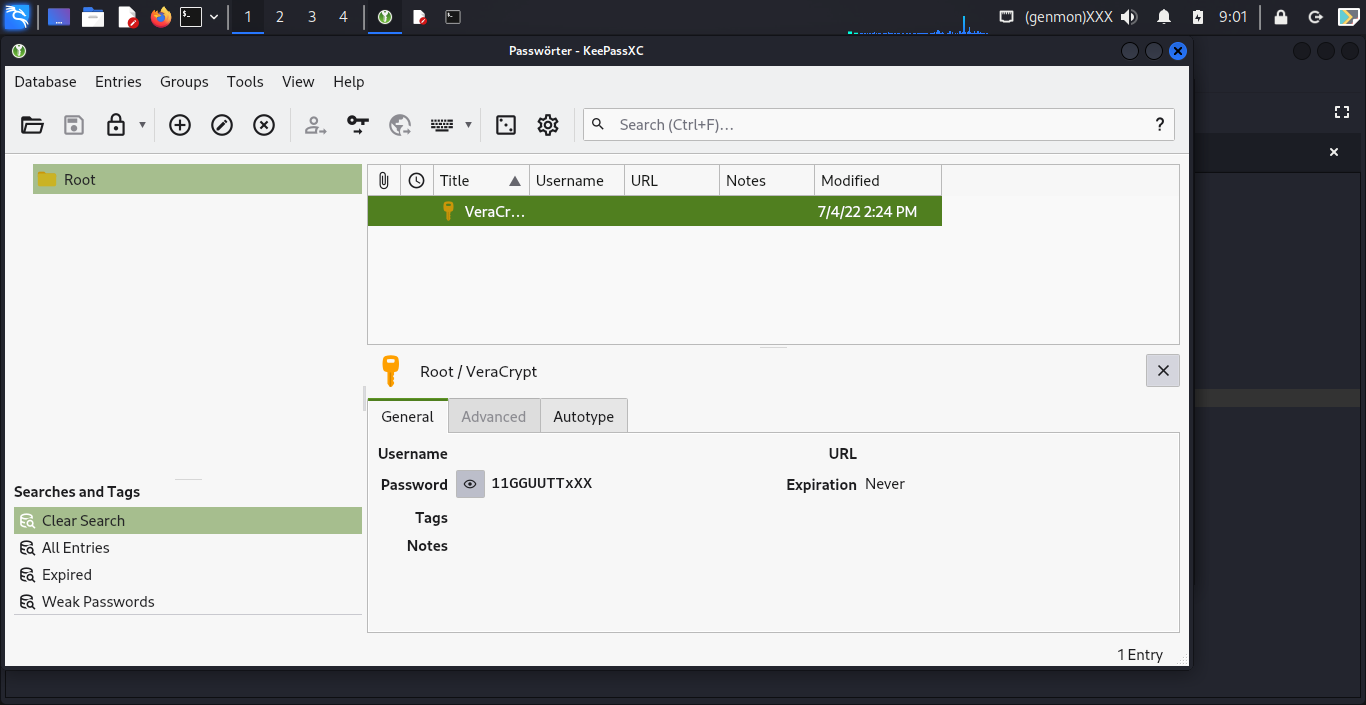 1 2 3 4 (genmon)XXX 9:01
Passwörter - KeePassXC
Database Entries Groups Tools View Help
Search (Ctrl+F)... ?
Root
Title Username URL Notes Modified
VeraCr... 7/4/22 2:24 PM
Root / VeraCrypt
General Advanced Autotype
Username URL
Password 11GGUUTTxXX Expiration Never
Tags
Notes
Searches and Tags
Clear Search
All Entries
Expired
Weak Passwords
1 Entry